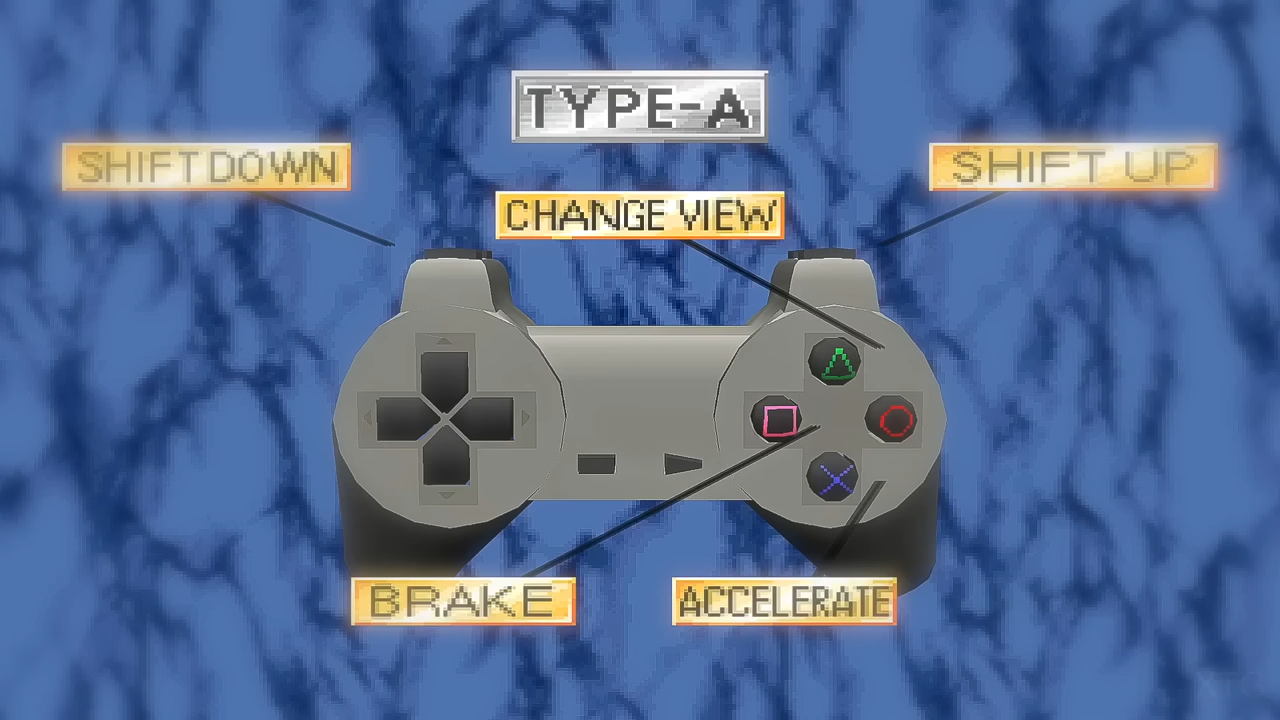 TYPE-A
SHIFT DOWN
SHIFT UP
CHANGE VIEW
BRAKE
ACCELERATE